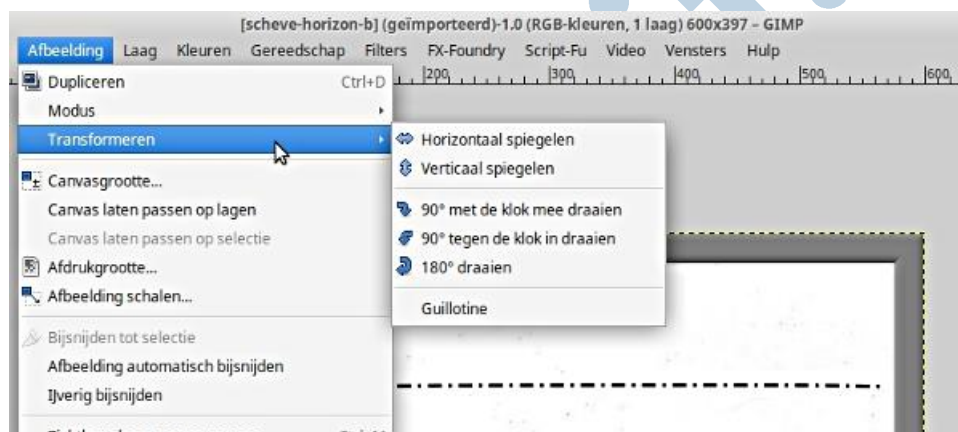 [scheve-horizon-b] (geïmporteerd)-1.0 (RGB-kleuren, 1 laag) 600x397 – GIMP
Afbeelding Laag Kleuren Gereedschap Filters FX-Foundry Script-Fu Video Vensters Hulp
200 300 400 500 600
Dupliceren Ctrl+D
Modus
Transformeren
Horizontaal spiegelen
Verticaal spiegelen
Canvasgrootte...
Canvas laten passen op lagen
90° met de klok mee draaien
Canvas laten passen op selectie
90° tegen de klok in draaien
Afdrukgrootte...
180° draaien
Afbeelding schalen...
Guillotine
Bijsnijden tot selectie
Afbeelding automatisch bijsnijden
IJverig bijsnijden